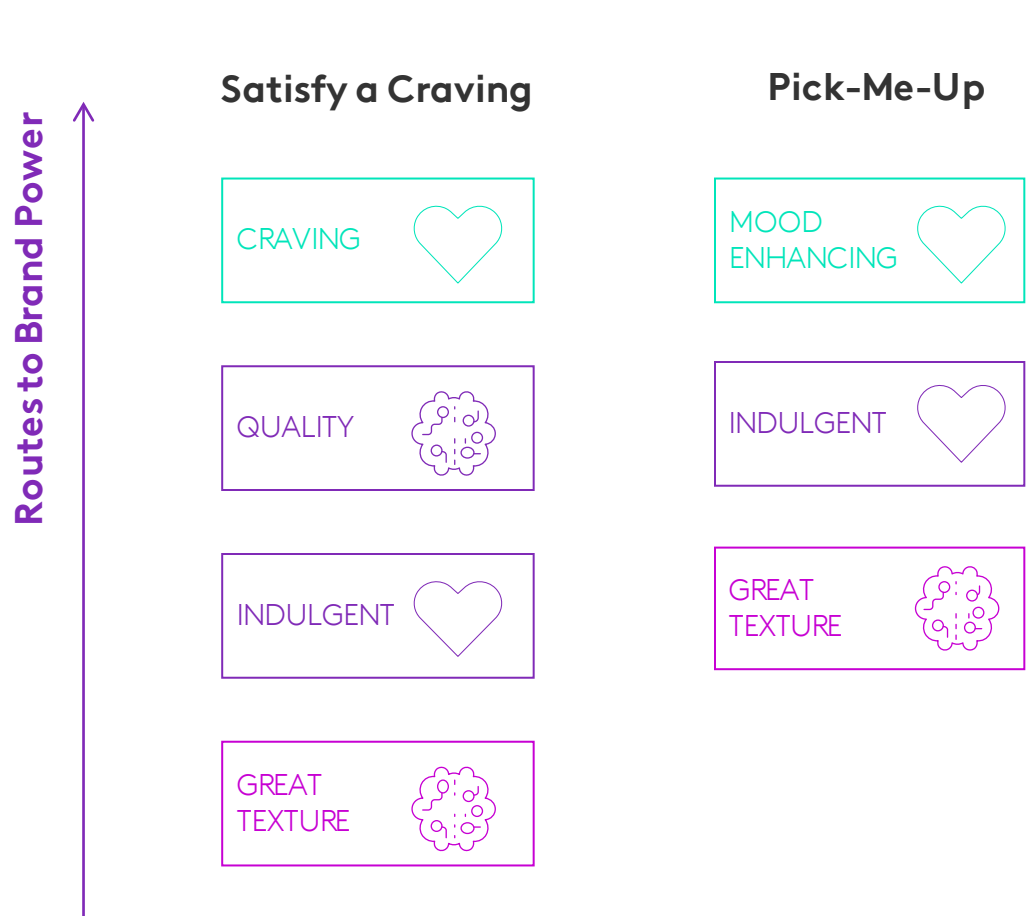 Routes to Brand Power
Satisfy a Craving
CRAVING
QUALITY
INDULGENT
GREAT
TEXTURE
Pick-Me-Up
MOOD
ENHANCING
INDULGENT
GREAT
TEXTURE